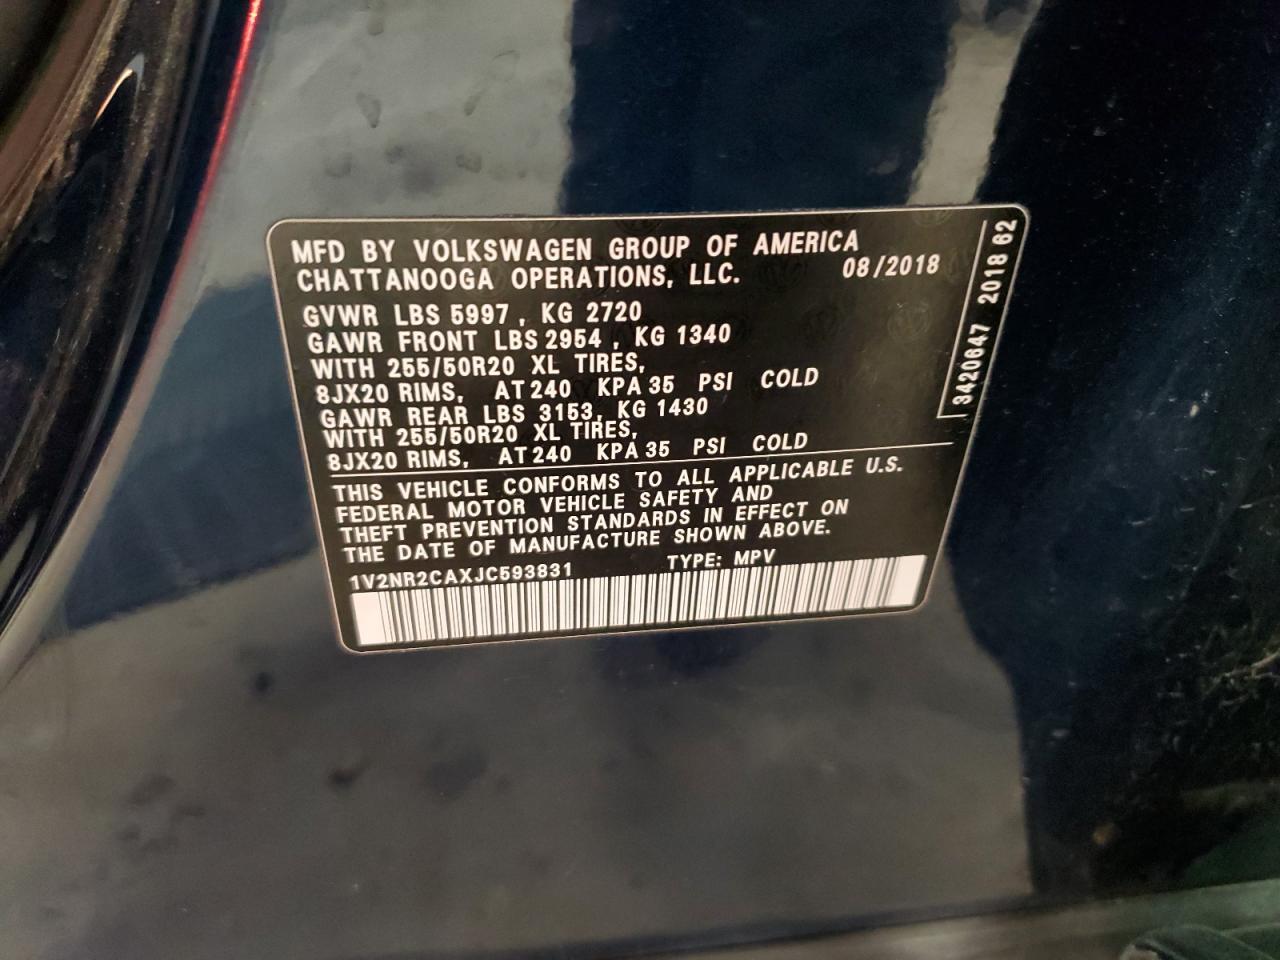 MFD BY VOLKSWAGEN GROUP OF AMERICA
CHATTANOOGA OPERATIONS, LLC. 08/2018
GVWR LBS 5997, KG 2720
GAWR FRONT LBS 2954, KG 1340
WITH 255/50R20 XL TIRES,
8JX20 RIMS, AT 240 KPA 35 PSI COLD
GAWR REAR LBS 3153, KG 1430
WITH 255/50R20 XL TIRES,
8JX20 RIMS, AT 240 KPA 35 PSI COLD
THIS VEHICLE CONFORMS TO ALL APPLICABLE U.S.
FEDERAL MOTOR VEHICLE SAFETY AND
THEFT PREVENTION STANDARDS IN EFFECT ON
THE DATE OF MANUFACTURE SHOWN ABOVE.
1V2NR2CAXJC593831 TYPE: MPV
3420647 2018 62